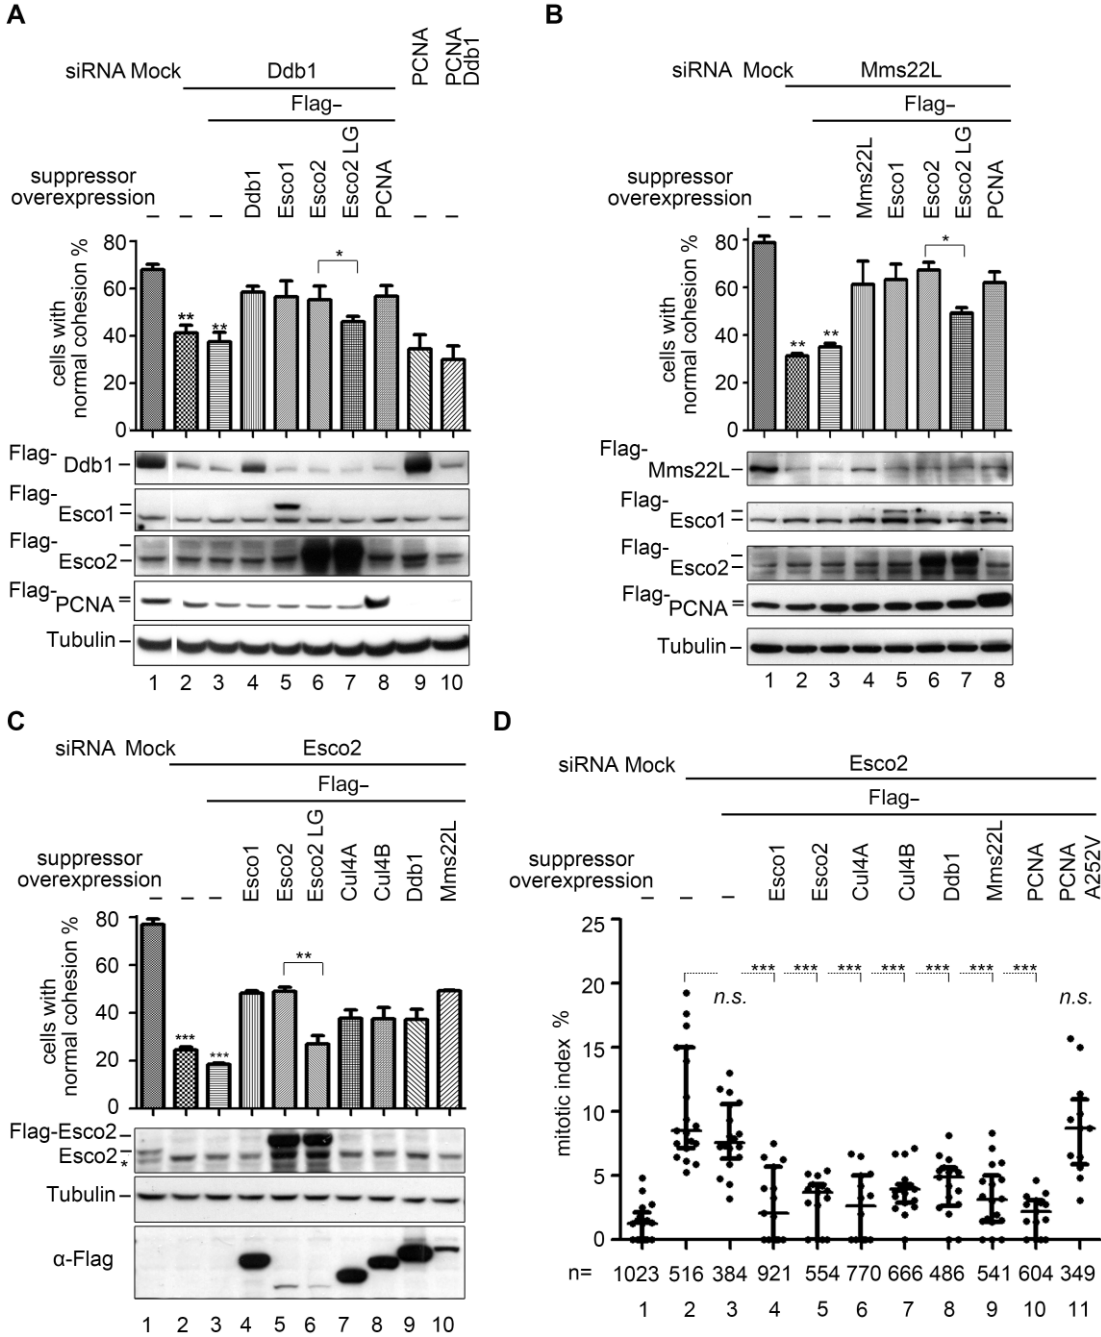 A
siRNA Mock
Ddb1
PCNA
PCNA
Ddb1
Flag–
suppressor
overexpression
–
–
–
Ddb1
Esco1
Esco2
Esco2 LG
PCNA
–
–
cells with
normal cohesion %
80
60
40
20
0
**
**
*
Flag-
Ddb1
Flag-
Esco1
Flag-
Esco2
Flag-
PCNA
Tubulin
1 2 3 4 5 6 7 8 9 10
B
siRNA Mock
Mms22L
Flag–
suppressor
overexpression
–
–
–
Mms22L
Esco1
Esco2
Esco2 LG
PCNA
cells with
normal cohesion %
80
60
40
20
0
**
**
*
Flag-
Mms22L
Flag-
Esco1
Flag-
Esco2
Flag-
PCNA
Tubulin
1 2 3 4 5 6 7 8
C
siRNA Mock
Esco2
Flag–
suppressor
overexpression
–
–
–
Esco1
Esco2
Esco2 LG
Cul4A
Cul4B
Ddb1
Mms22L
cells with
normal cohesion %
80
60
40
20
0
***
***
**
Flag-Esco2
Esco2
*
Tubulin
α-Flag
1 2 3 4 5 6 7 8 9 10
D
siRNA Mock
Esco2
Flag–
suppressor
overexpression
–
–
–
Esco1
Esco2
Cul4A
Cul4B
Ddb1
Mms22L
PCNA
PCNA
A252V
mitotic index %
25
20
15
10
5
0
n.s.
*** *** *** *** *** *** ***
n.s.
n= 1023 516 384 921 554 770 666 486 541 604 349
1 2 3 4 5 6 7 8 9 10 11